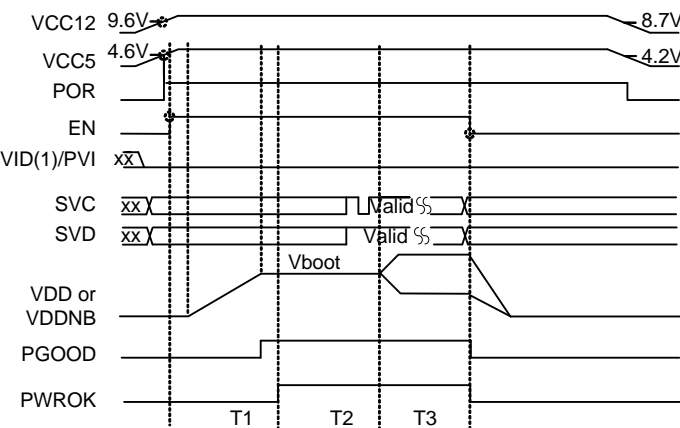 VCC12 9.6V 8.7V
VCC5 4.6V 4.2V
POR
EN
VID(1)/PVI xx
SVC xx Valid
SVD xx Valid
Vboot
VDD or
VDDNB
PGOOD
PWROK
T1 T2 T3